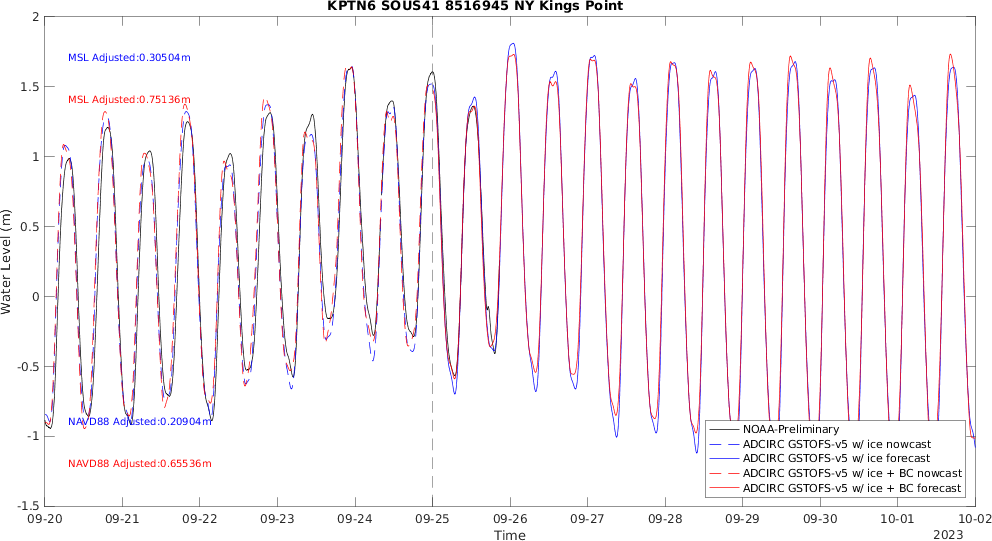 KPTN6 SOUS41 8516945 NY Kings Point
2
1.5
1
0.5
0
-0.5
-1
-1.5
Water Level (m)
MSL Adjusted:0.30504m
MSL Adjusted:0.75136m
NAVD88 Adjusted:0.20904m
NAVD88 Adjusted:0.65536m
NOAA-Preliminary
ADCIRC GSTOFS-v5 w/ ice nowcast
ADCIRC GSTOFS-v5 w/ ice forecast
ADCIRC GSTOFS-v5 w/ ice + BC nowcast
ADCIRC GSTOFS-v5 w/ ice + BC forecast
09-20 09-21 09-22 09-23 09-24 09-25 09-26 09-27 09-28 09-29 09-30 10-01 10-02
Time
2023